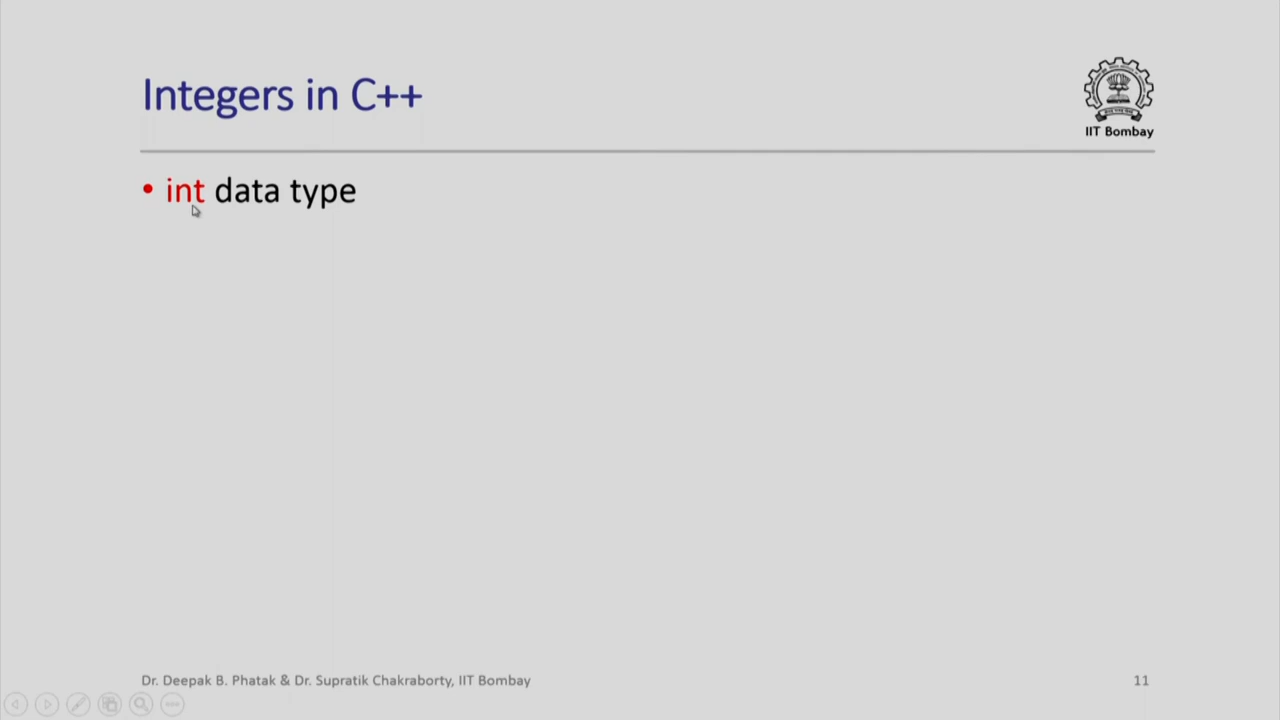 Integers in C++
IIT Bombay
• int data type
Dr. Deepak B. Phatak & Dr. Supratik Chakraborty, IIT Bombay
11